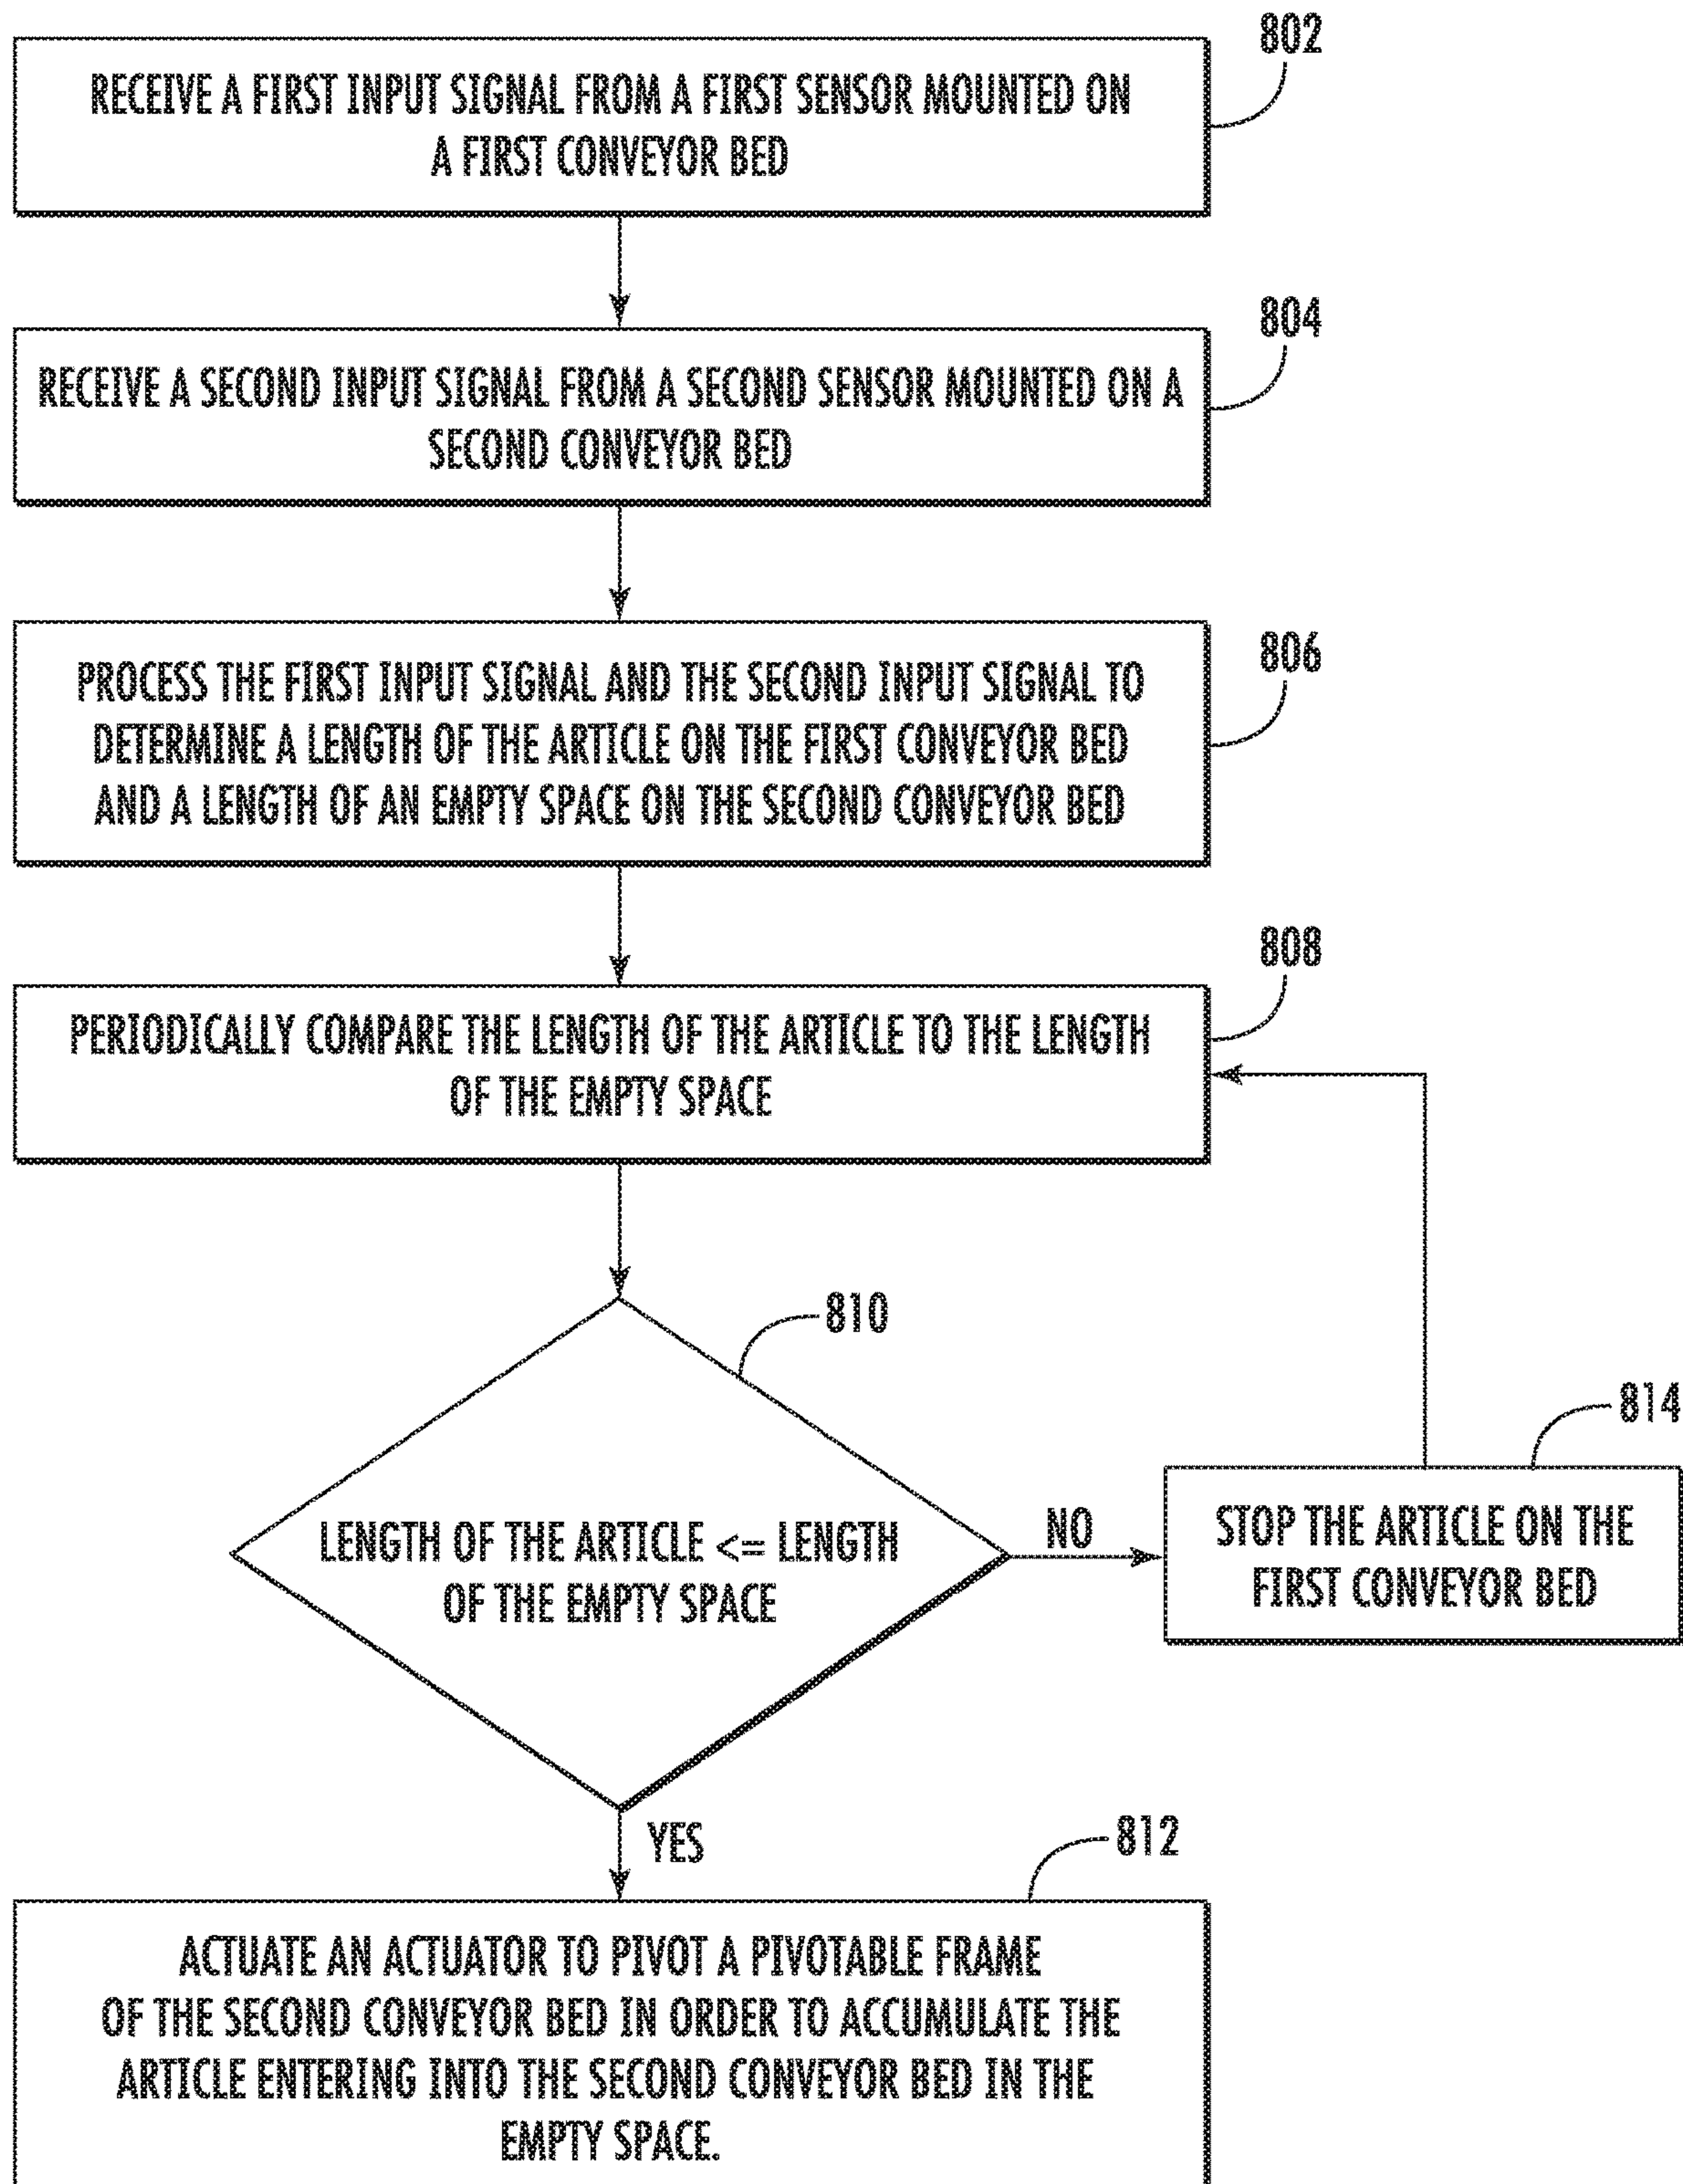 802
RECEIVE A FIRST INPUT SIGNAL FROM A FIRST SENSOR MOUNTED ON
A FIRST CONVEYOR BED
804
RECEIVE A SECOND INPUT SIGNAL FROM A SECOND SENSOR MOUNTED ON A
SECOND CONVEYOR BED
806
PROCESS THE FIRST INPUT SIGNAL AND THE SECOND INPUT SIGNAL TO
DETERMINE A LENGTH OF THE ARTICLE ON THE FIRST CONVEYOR BED
AND A LENGTH OF AN EMPTY SPACE ON THE SECOND CONVEYOR BED
808
PERIODICALLY COMPARE THE LENGTH OF THE ARTICLE TO THE LENGTH
OF THE EMPTY SPACE
810
LENGTH OF THE ARTICLE <= LENGTH
OF THE EMPTY SPACE
NO
814
STOP THE ARTICLE ON THE
FIRST CONVEYOR BED
YES
812
ACTUATE AN ACTUATOR TO PIVOT A PIVOTABLE FRAME
OF THE SECOND CONVEYOR BED IN ORDER TO ACCUMULATE THE
ARTICLE ENTERING INTO THE SECOND CONVEYOR BED IN THE
EMPTY SPACE.